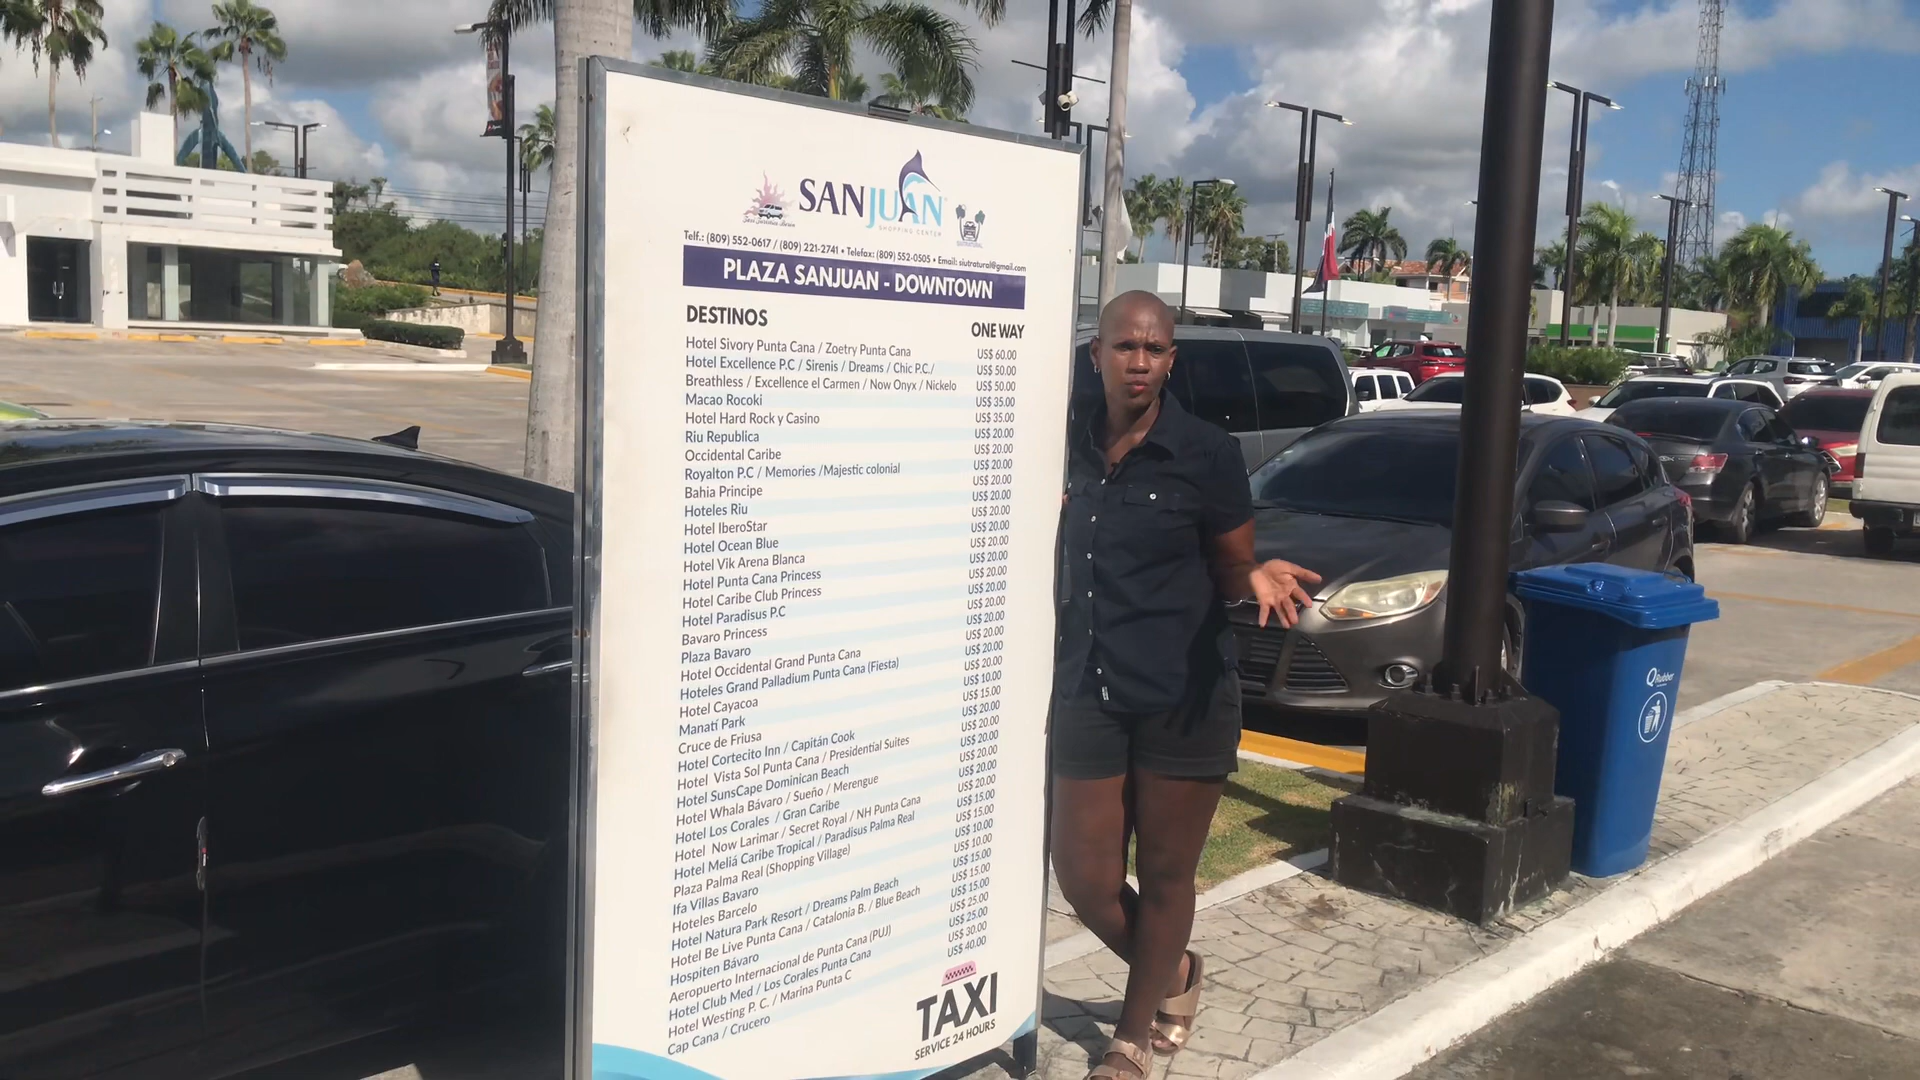 SANJUAN
SHOPPING CENTER
SIUTRATURAL
Telf.: (809) 552-0617 / (809) 221-2741 • Telefax: (809) 552-0505 • Email: siutratural@gmail.com
PLAZA SANJUAN - DOWNTOWN
DESTINOS ONE WAY
Hotel Sivory Punta Cana / Zoetry Punta Cana US$ 60.00
Hotel Excellence P.C / Sirenis / Dreams / Chic P.C./ US$ 50.00
Breathless / Excellence el Carmen / Now Onyx / Nickelo US$ 50.00
Macao Rocoki US$ 35.00
Hotel Hard Rock y Casino US$ 35.00
Riu Republica US$ 20.00
Occidental Caribe US$ 20.00
Royalton P.C / Memories /Majestic colonial US$ 20.00
Bahia Principe US$ 20.00
Hoteles Riu US$ 20.00
Hotel IberoStar US$ 20.00
Hotel Ocean Blue US$ 20.00
Hotel Vik Arena Blanca US$ 20.00
Hotel Punta Cana Princess US$ 20.00
Hotel Caribe Club Princess US$ 20.00
Hotel Paradisus P.C US$ 20.00
Bavaro Princess US$ 20.00
Plaza Bavaro US$ 20.00
Hotel Occidental Grand Punta Cana US$ 20.00
Hoteles Grand Palladium Punta Cana (Fiesta) US$ 20.00
Hotel Cayacoa US$ 10.00
Manatí Park US$ 15.00
Cruce de Friusa US$ 20.00
Hotel Cortecito Inn / Capitán Cook US$ 20.00
Hotel Vista Sol Punta Cana / Presidential Suites US$ 20.00
Hotel SunsCape Dominican Beach US$ 20.00
Hotel Whala Bávaro / Sueño / Merengue US$ 20.00
Hotel Los Corales / Gran Caribe US$ 20.00
Hotel Now Larimar / Secret Royal / NH Punta Cana US$ 15.00
Hotel Meliá Caribe Tropical / Paradisus Palma Real US$ 15.00
Plaza Palma Real (Shopping Village) US$ 10.00
Ifa Villas Bavaro US$ 10.00
Hoteles Barcelo US$ 15.00
Hotel Natura Park Resort / Dreams Palm Beach US$ 15.00
Hotel Be Live Punta Cana / Catalonia B. / Blue Beach US$ 15.00
Hospiten Bávaro US$ 25.00
Aeropuerto Internacional de Punta Cana (PUJ) US$ 25.00
Hotel Club Med / Los Corales Punta Cana US$ 30.00
Hotel Westing P. C. / Marina Punta C US$ 40.00
Cap Cana / Crucero
TAXI
SERVICE 24 HOURS
Rubber